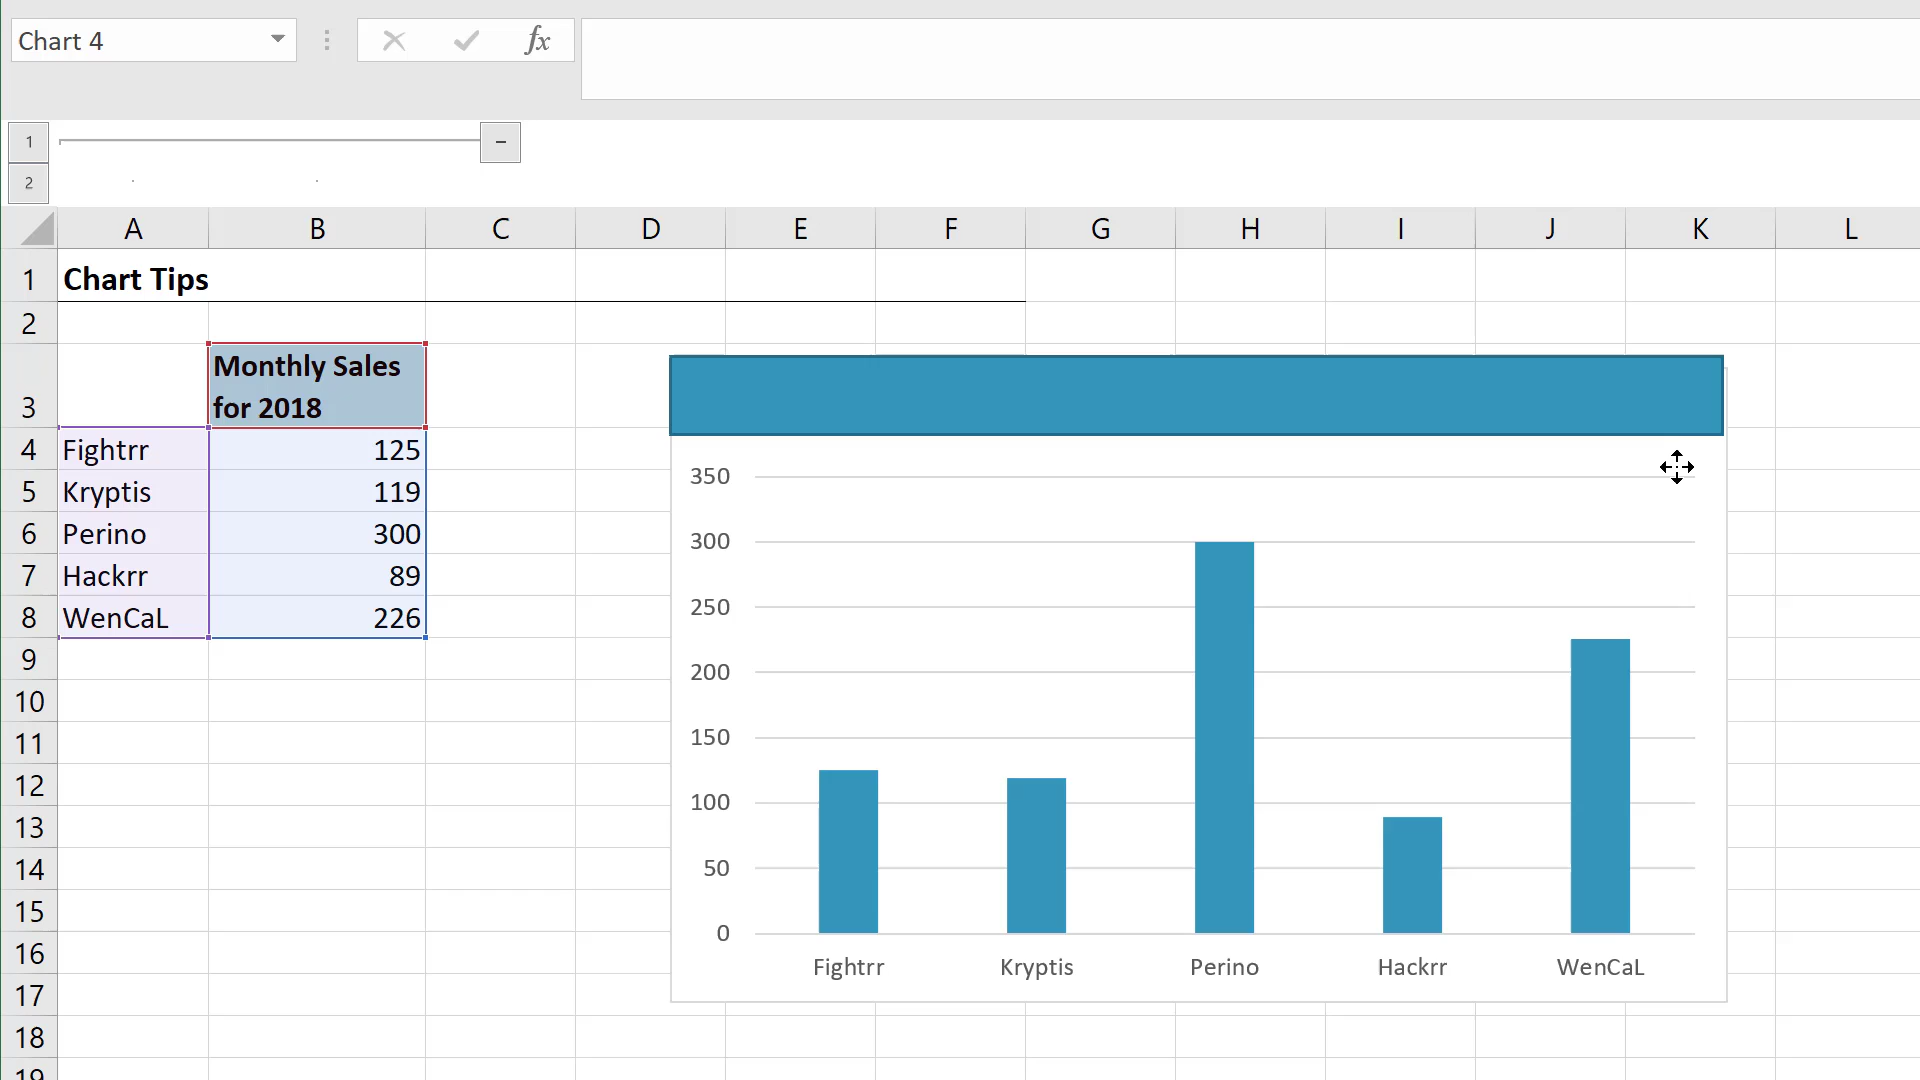 Chart 4
fx
1
2
A B C D E F G H I J K L
1 Chart Tips
2
3 Monthly Sales
for 2018
4 Fightrr 125
5 Kryptis 119
6 Perino 300
7 Hackrr 89
8 WenCaL 226
9
10
11
12
13
14
15
16
17
18
19
350
300
250
200
150
100
50
0
Fightrr Kryptis Perino Hackrr WenCaL